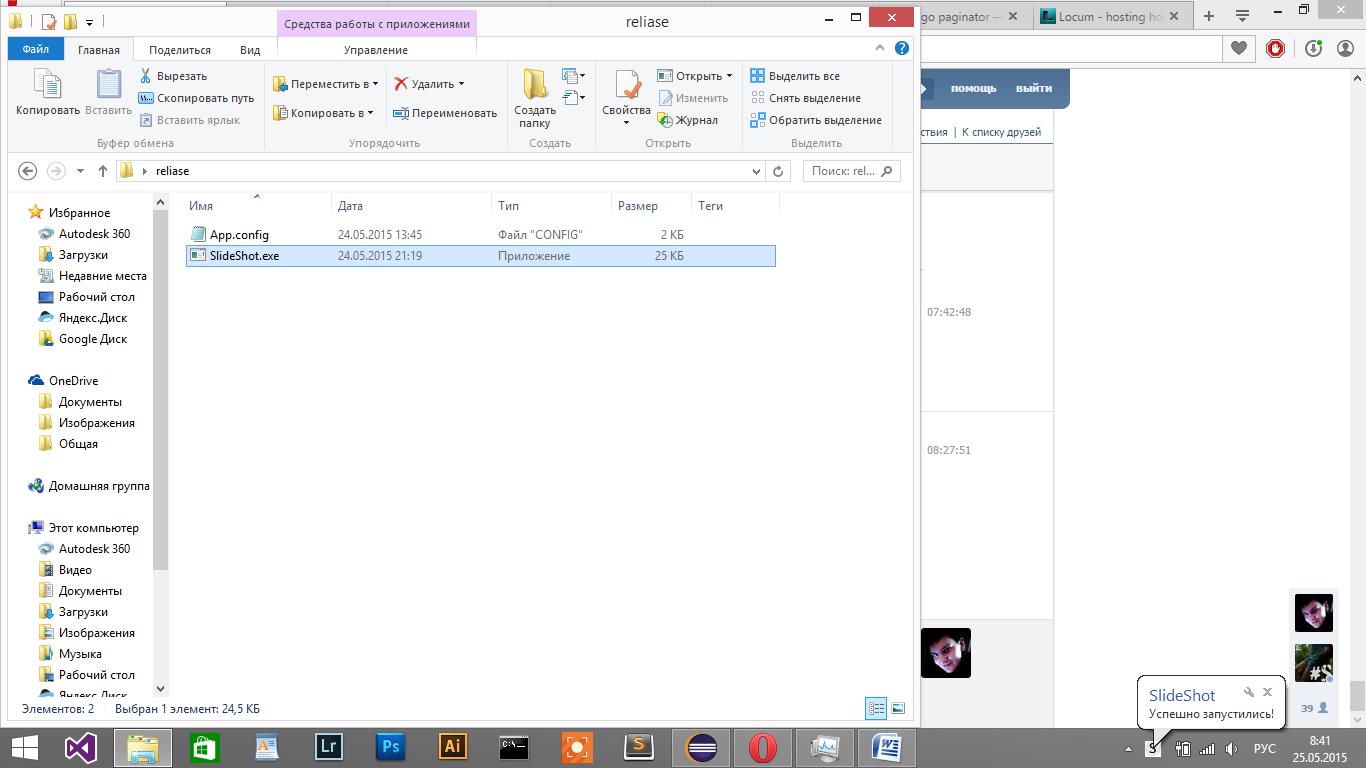 Средства работы с приложениями
reliase
go paginator —
Locum - hosting ho
Файл Главная Поделиться Вид Управление
Копировать
Вставить
Вырезать
Скопировать путь
Вставить ярлык
Буфер обмена
Переместить в
Копировать в
Удалить
Переименовать
Упорядочить
Создать
папку
Создать
Свойства
Открыть
Изменить
Журнал
Открыть
Выделить все
Снять выделение
Обратить выделение
Выделить
помощь выйти
ствия | К списку друзей
reliase
Поиск: rel...
Избранное
Autodesk 360
Загрузки
Недавние места
Рабочий стол
Яндекс.Диск
Google Диск
OneDrive
Документы
Изображения
Общая
Домашняя группа
Этот компьютер
Autodesk 360
Видео
Документы
Загрузки
Изображения
Музыка
Рабочий стол
Яндекс.Диск
Имя Дата Тип Размер Теги
App.config 24.05.2015 13:45 Файл "CONFIG" 2 КБ
SlideShot.exe 24.05.2015 21:19 Приложение 25 КБ
07:42:48
08:27:51
Элементов: 2 Выбран 1 элемент: 24,5 КБ
39
SlideShot
Успешно запустились!
Lr
Ps
Ai
C:\_
S
S
РУС
8:41
25.05.2015